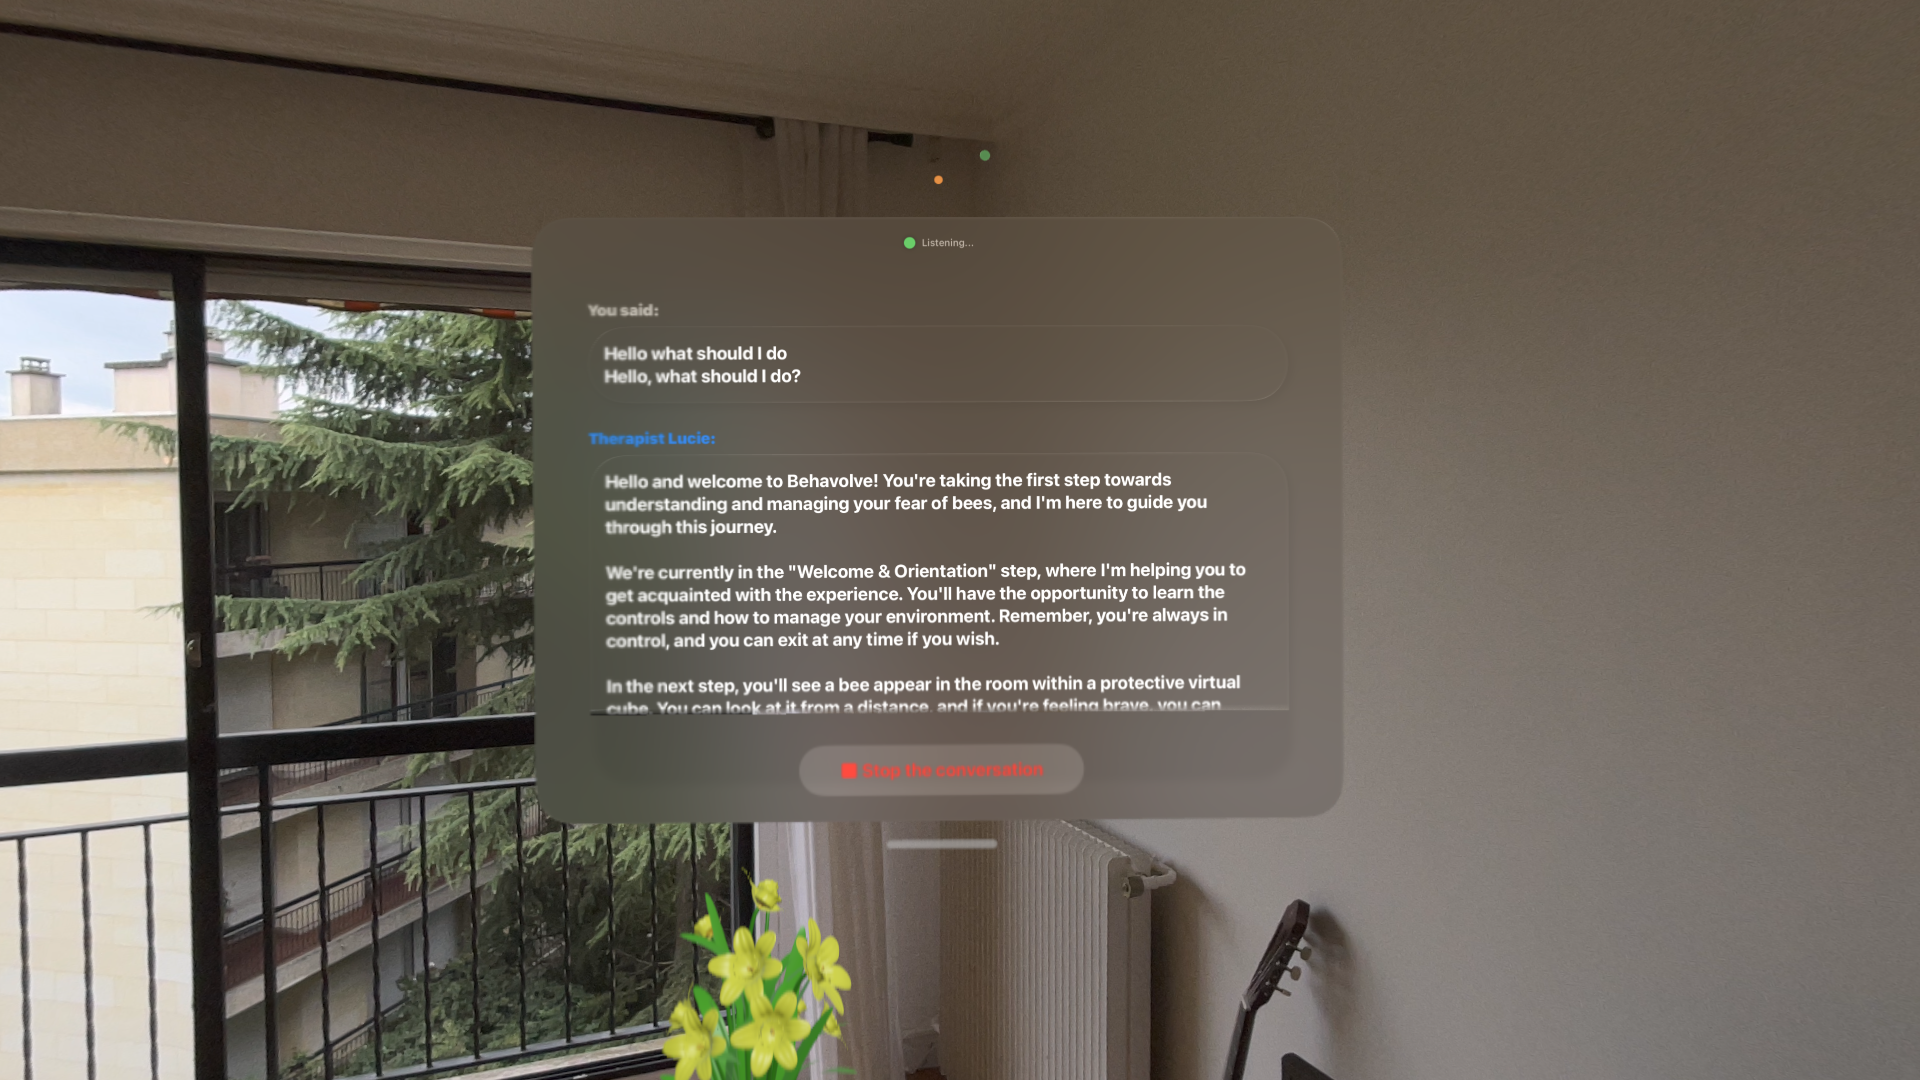 Listening...
You said:
Hello what should I do
Hello, what should I do?
Therapist Lucie:
Hello and welcome to Behavolve! You're taking the first step towards
understanding and managing your fear of bees, and I'm here to guide you
through this journey.
We're currently in the "Welcome & Orientation" step, where I'm helping you to
get acquainted with the experience. You'll have the opportunity to learn the
controls and how to manage your environment. Remember, you're always in
control, and you can exit at any time if you wish.
In the next step, you'll see a bee appear in the room within a protective virtual
cube. You can look at it from a distance, and if you're feeling brave, you can
Stop the conversation